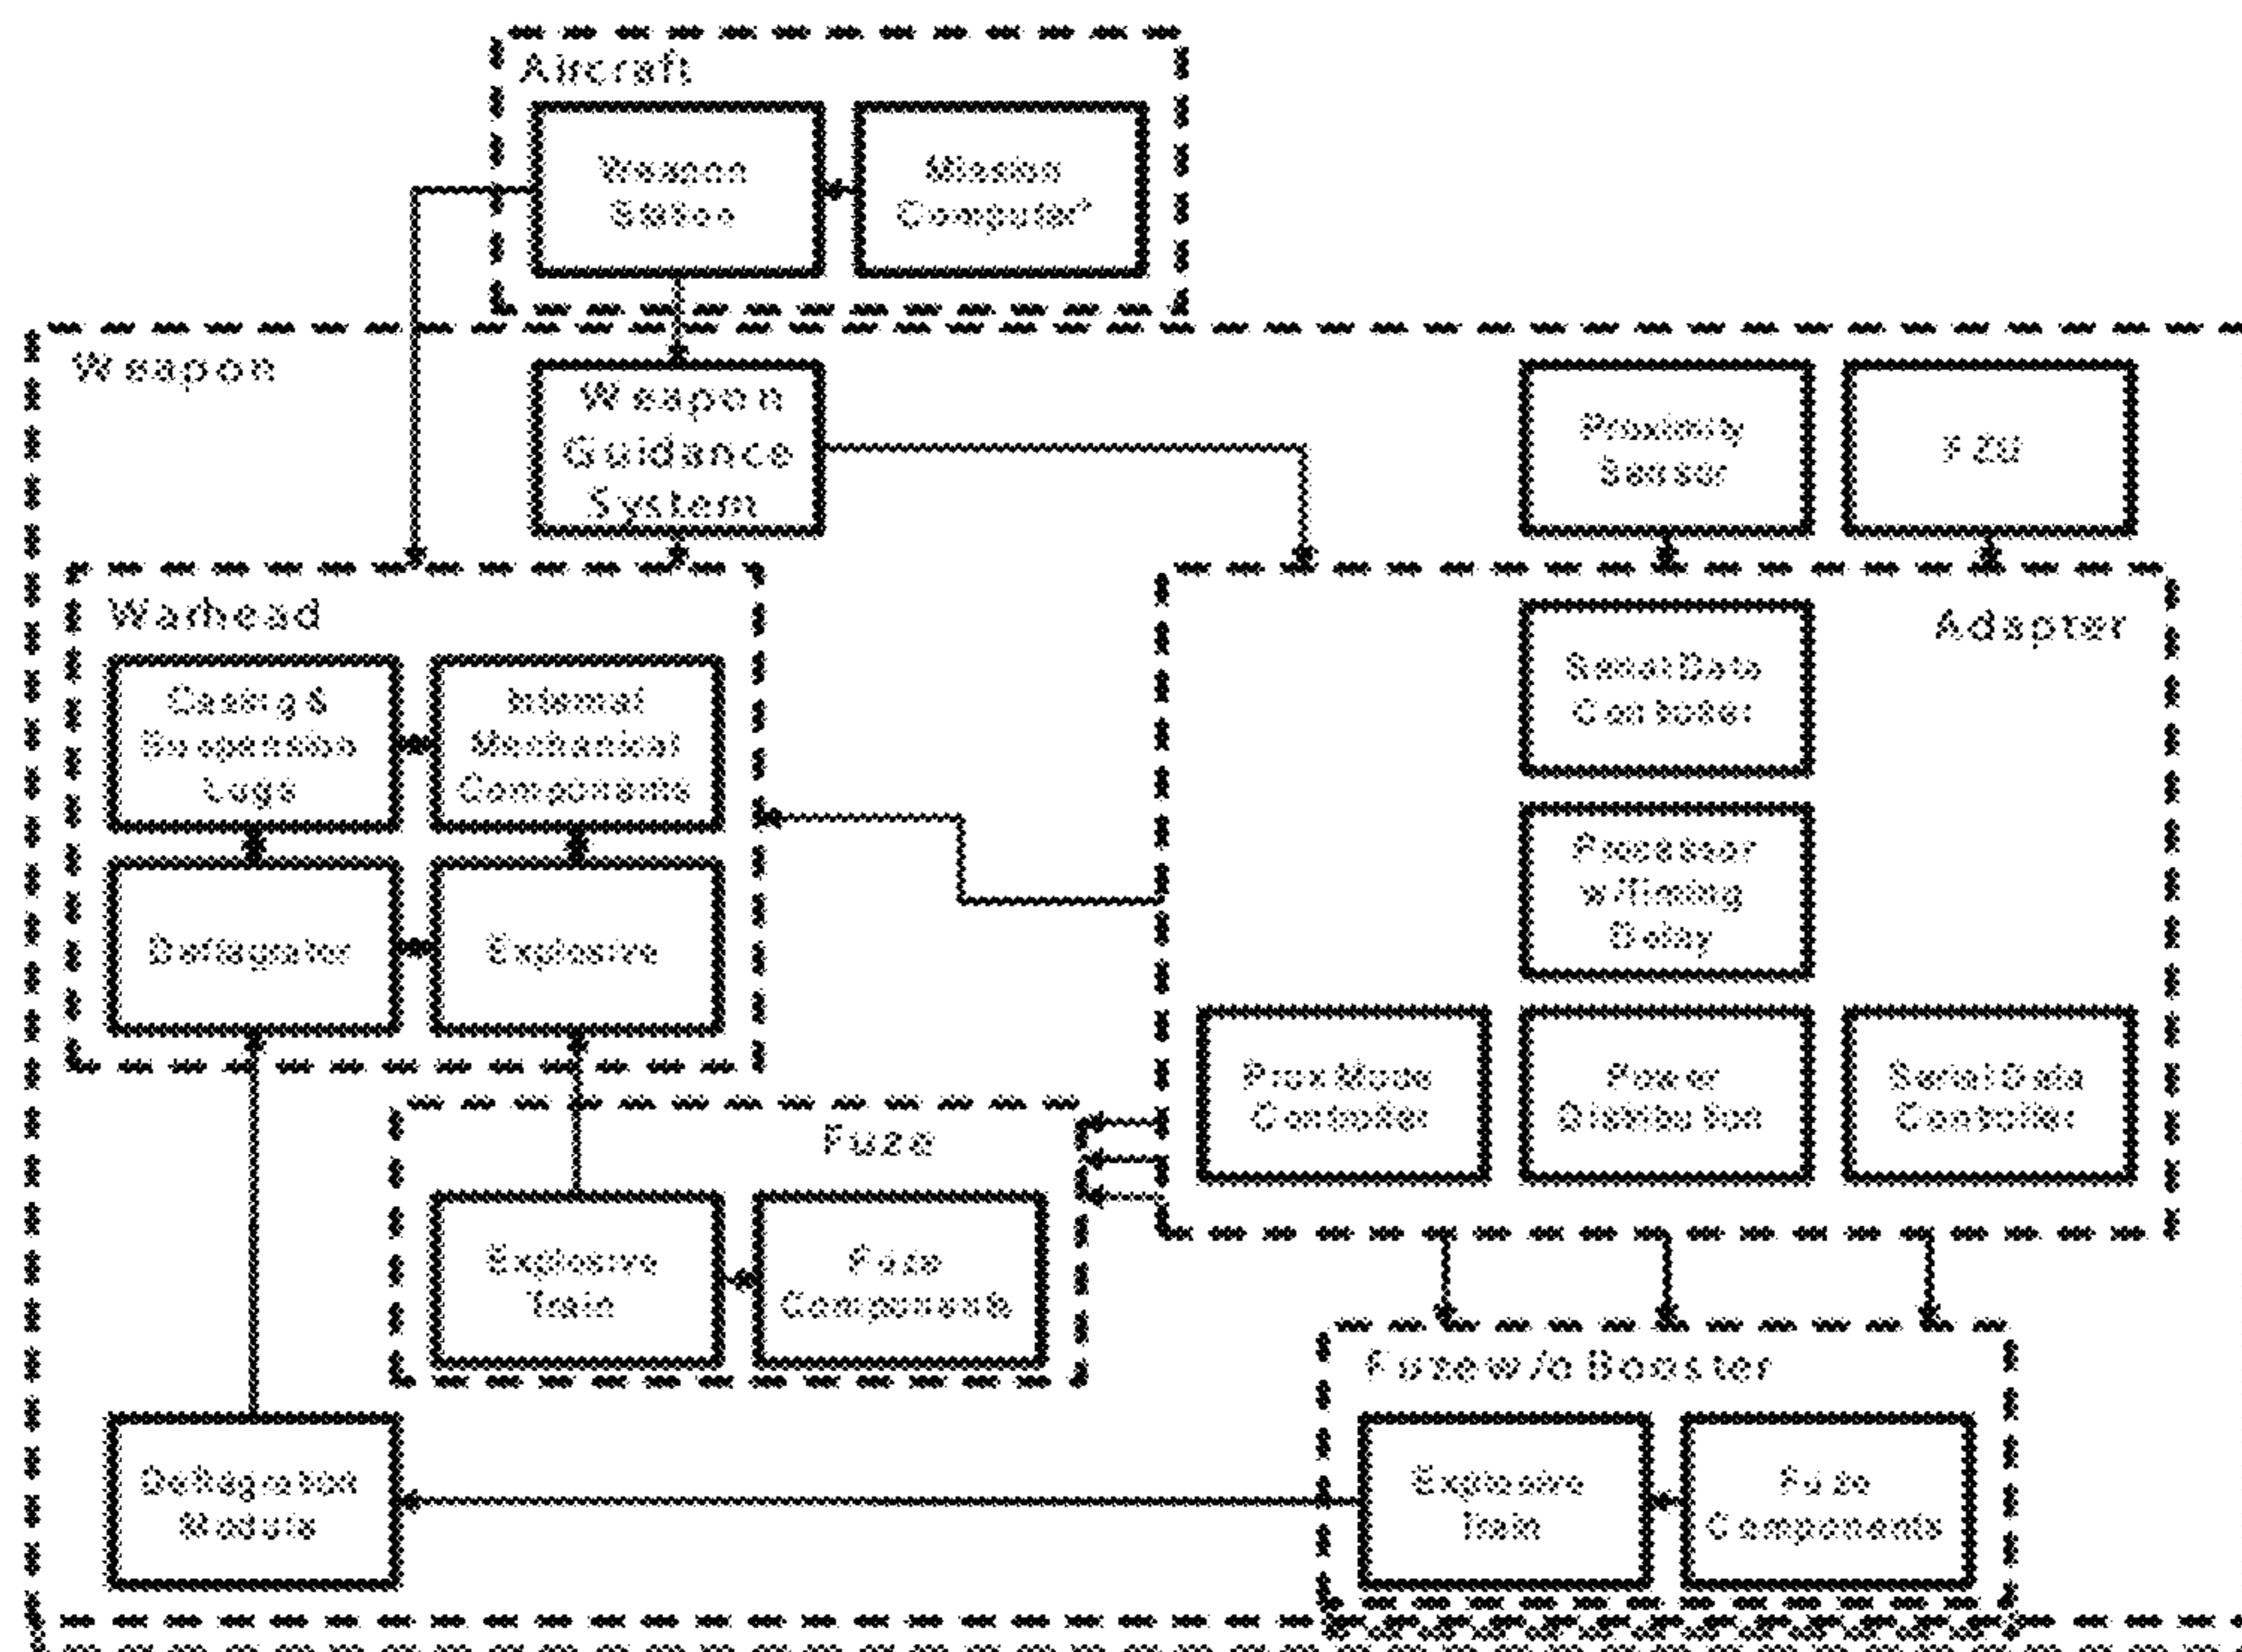 Aircraft
Weapon
Station
Mission
Computer*
Weapon
Weapon
Guidance
System
Proximity
Sensor
FZU
Warhead
Adapter
Casing &
Suspension
Lugs
Internal
Mechanical
Components
Serial Data
Controller
Processor
w/Timing
Delay
Deflagrator
Explosive
Prox Mode
Controller
Power
Distribution
Serial Data
Controller
Fuze
Explosive
Train
Fuze
Components
Fuze w/o Booster
Deflagration
Module
Explosive
Train
Fuze
Components